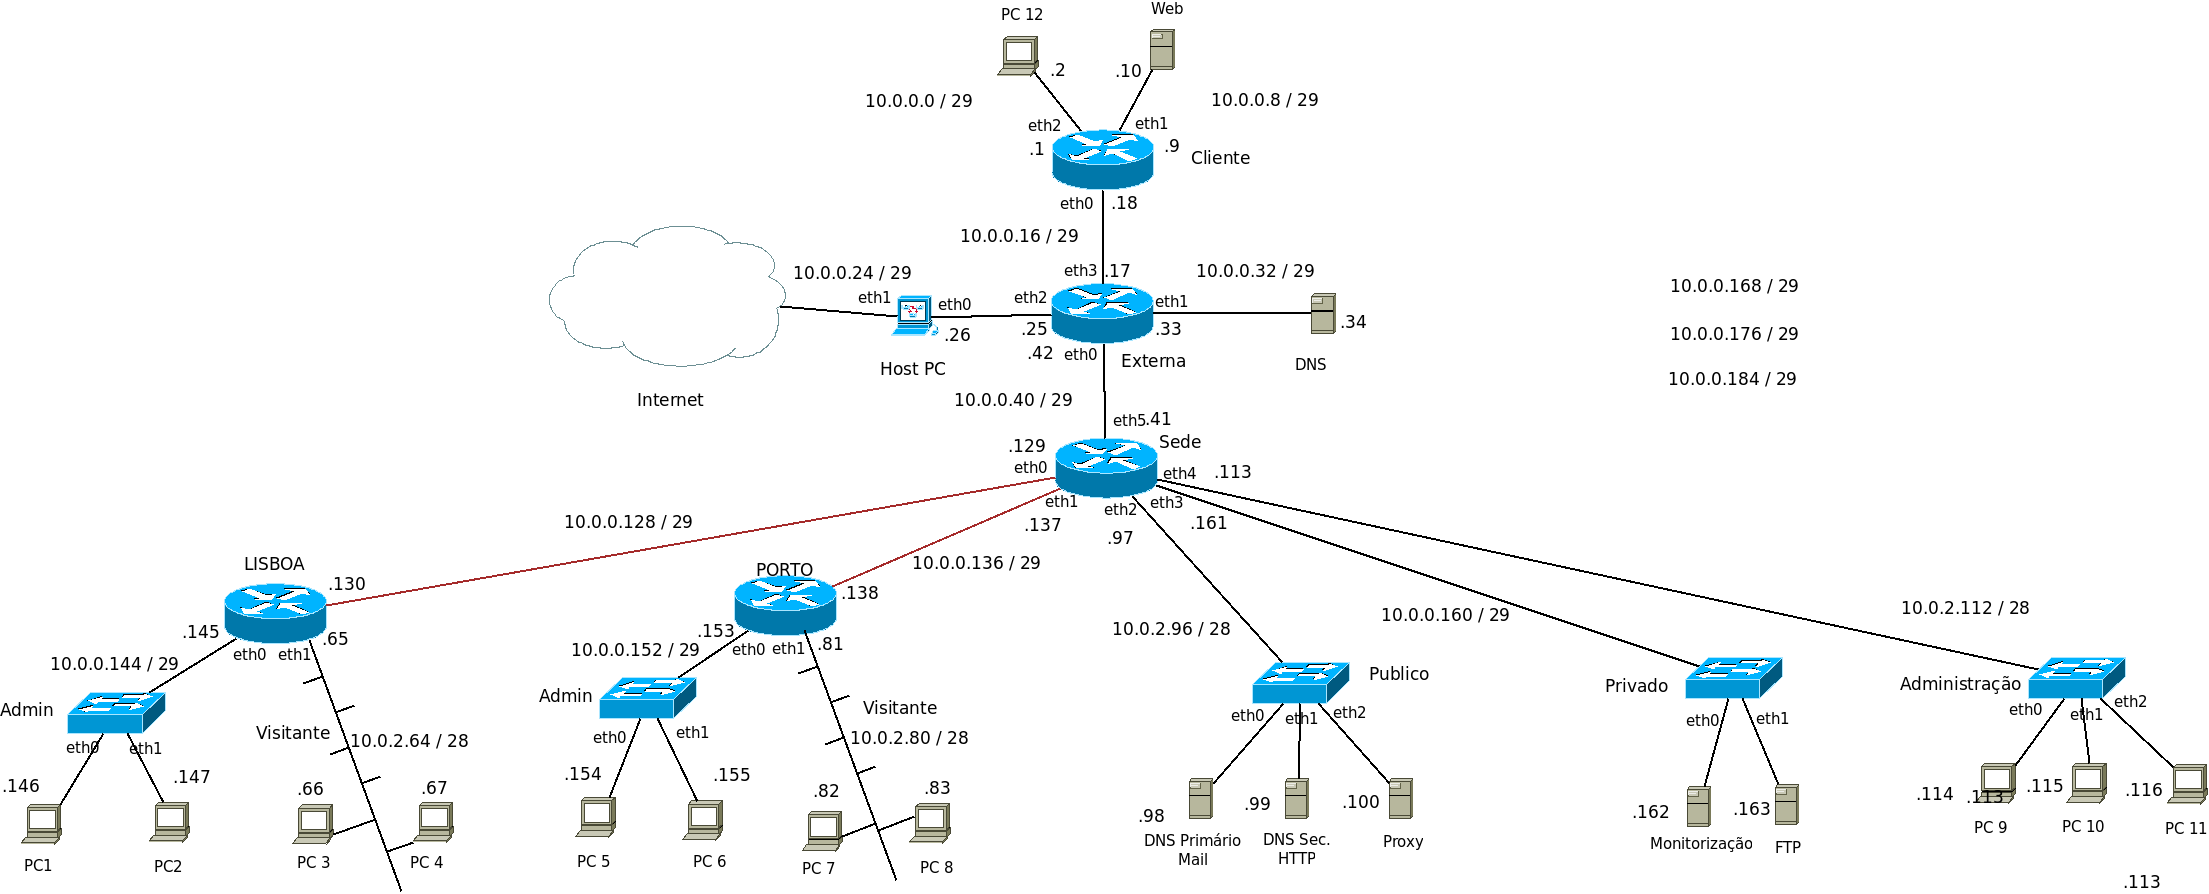 Web
PC 12
.2
.10
10.0.0.0 / 29
10.0.0.8 / 29
eth2
eth1
.1
.9
Cliente
eth0
.18
10.0.0.16 / 29
10.0.0.24 / 29
eth3
.17
10.0.0.32 / 29
10.0.0.168 / 29
eth1
eth0
eth2
eth1
.26
.25
.33
.34
10.0.0.176 / 29
.42
eth0
Externa
Host PC
DNS
10.0.0.184 / 29
Internet
10.0.0.40 / 29
eth5
.41
.129
Sede
eth0
eth4
.113
eth1
eth2
eth3
.137
.97
.161
10.0.0.128 / 29
LISBOA
PORTO
10.0.0.136 / 29
.130
.138
10.0.2.112 / 28
10.0.0.160 / 29
10.0.2.96 / 28
.145
.65
.153
.81
eth0
eth1
eth0
eth1
10.0.0.144 / 29
10.0.0.152 / 29
Publico
Privado
Administração
Admin
Admin
Visitante
Visitante
eth0
eth1
eth2
eth0
eth1
eth0
eth1
eth2
eth0
eth1
10.0.2.64 / 28
eth0
eth1
10.0.2.80 / 28
.146
.147
.66
.67
.154
.155
.82
.83
.98
.99
.100
.162
.163
.114
.113
.115
.116
PC1
PC2
PC 3
PC 4
PC 5
PC 6
PC 7
PC 8
DNS Primário
Mail
DNS Sec.
HTTP
Proxy
Monitorização
FTP
PC 9
PC 10
PC 11
.113